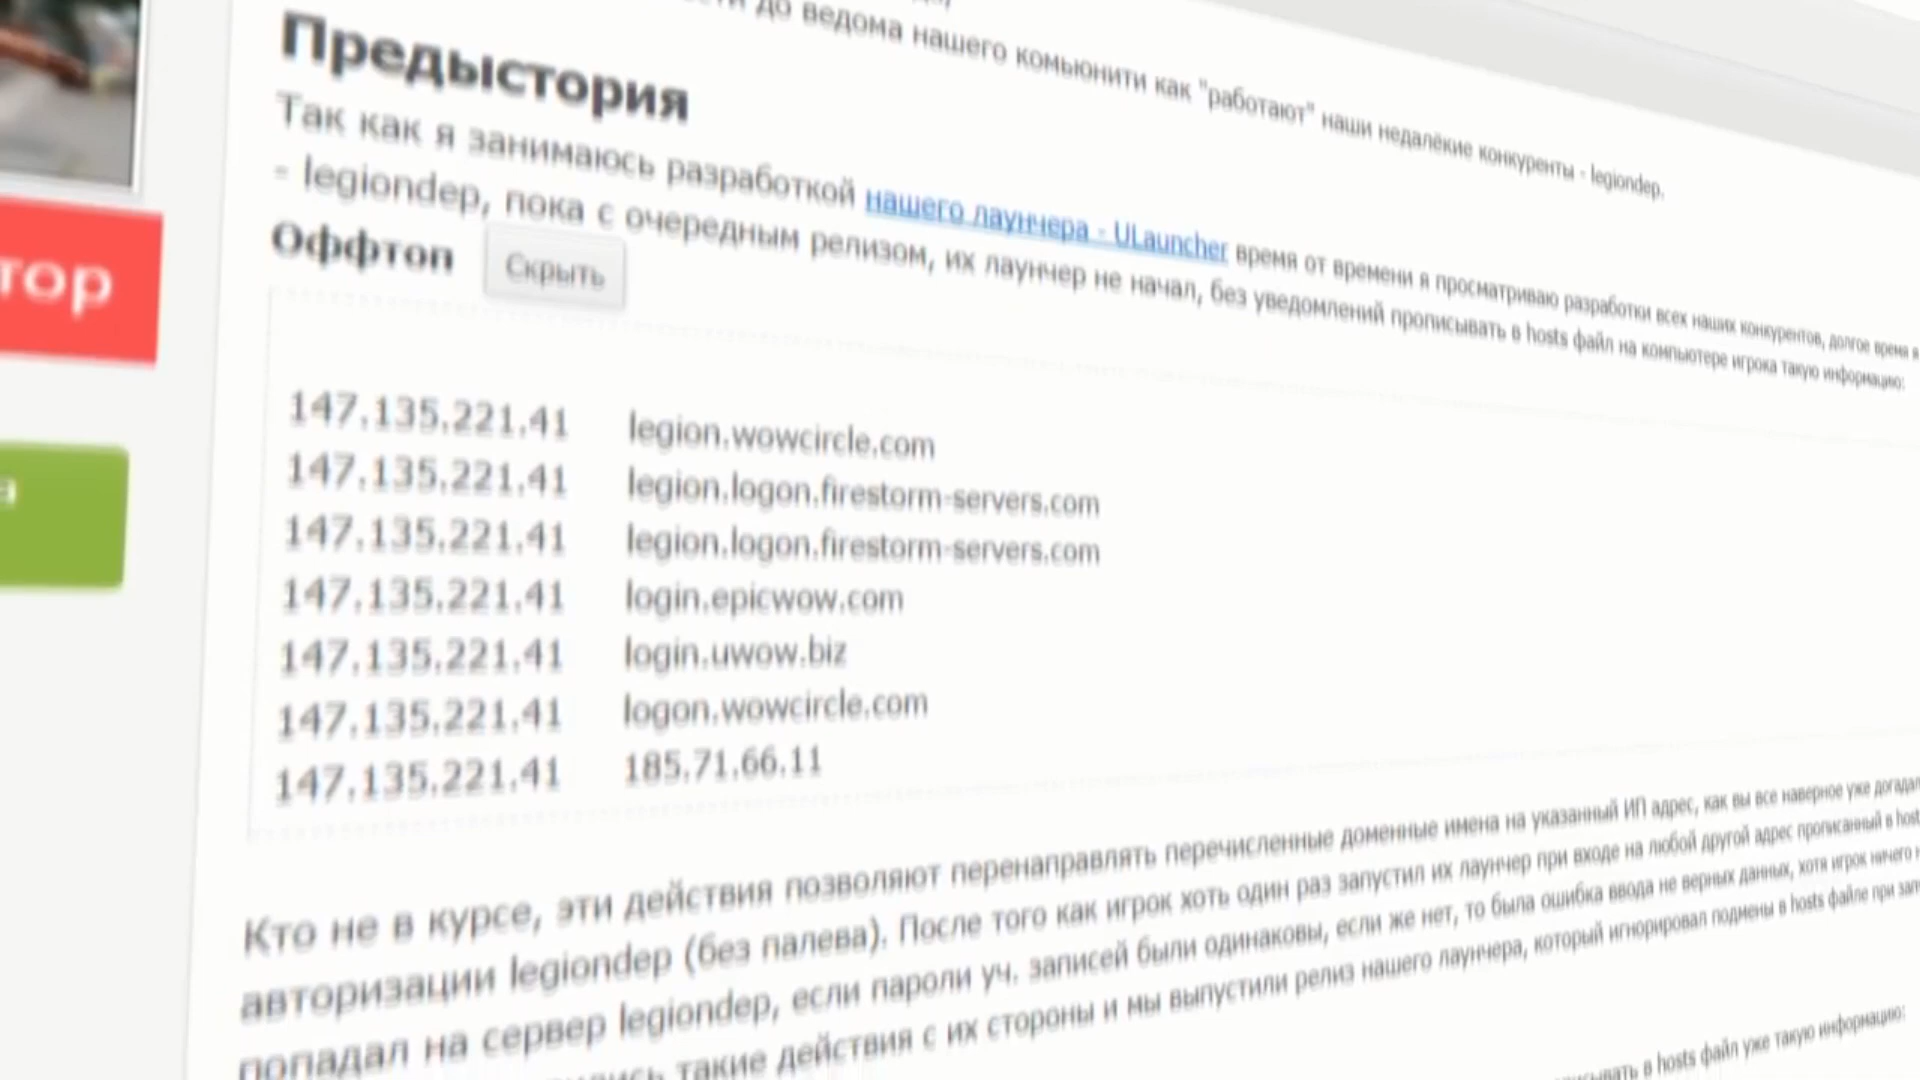 до ведома нашего комьюнити как "работают" наши недалёкие конкуренты - legiondep.
Предыстория
Так как я занимаюсь разработкой нашего лаунчера - ULauncher время от времени я просматриваю разработки всех наших конкурентов, долгое время я
- legiondep, пока с очередным релизом, их лаунчер не начал, без уведомлений прописывать в hosts файл на компьютере игрока такую информацию:
Оффтоп Скрыть
тор
а
147.135.221.41 legion.wowcircle.com
147.135.221.41 legion.logon.firestorm-servers.com
147.135.221.41 legion.logon.firestorm-servers.com
147.135.221.41 login.epicwow.com
147.135.221.41 login.uwow.biz
147.135.221.41 logon.wowcircle.com
147.135.221.41 185.71.66.11
Кто не в курсе, эти действия позволяют перенаправлять перечисленные доменные имена на указанный ИП адрес, как вы все наверное уже догадал
авторизации legiondep (без палева). После того как игрок хоть один раз запустил их лаунчер при входе на любой другой адрес прописанный в host
попадал на сервер legiondep, если пароли уч. записей были одинаковы, если же нет, то была ошибка ввода не верных данных, хотя игрок ничего н
такие действия с их стороны и мы выпустили релиз нашего лаунчера, который игнорировал подмены в hosts файле при зап
в hosts файл уже такую информацию: